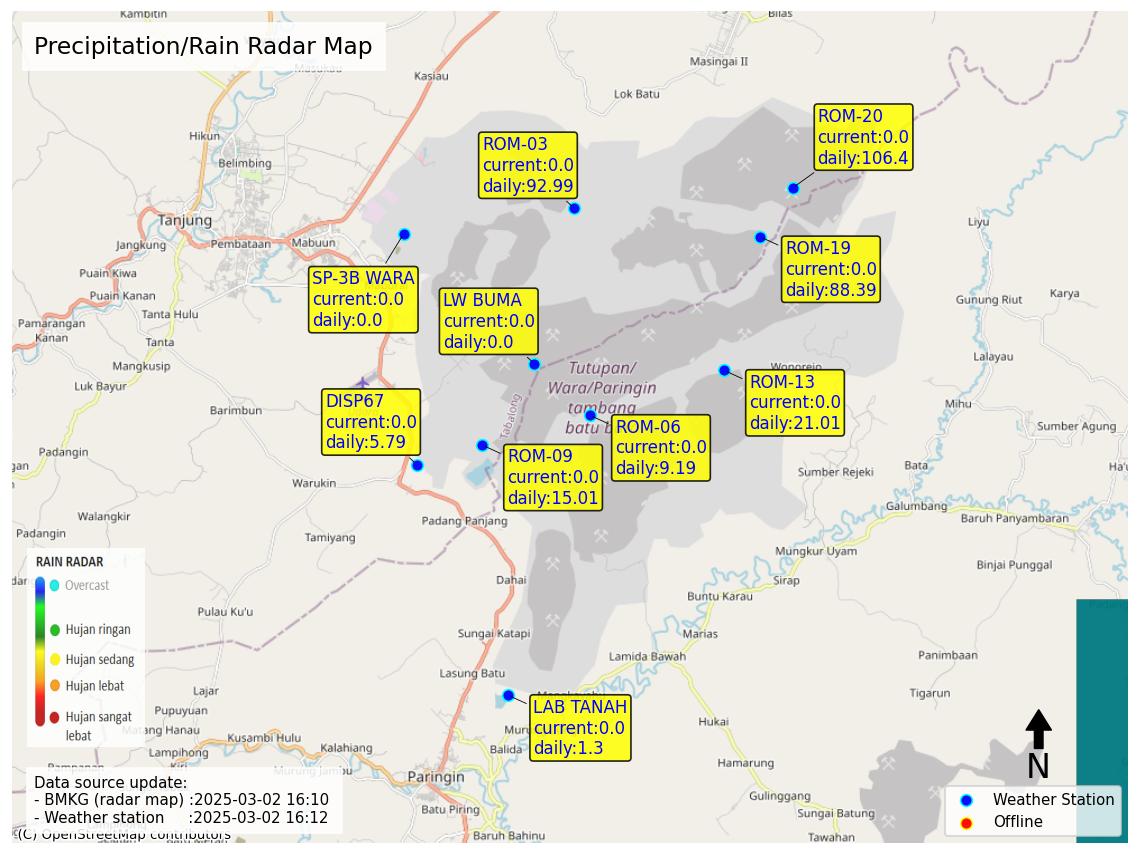 Kambitin
Bilas
Precipitation/Rain Radar Map
Masukau
Kasiau
Masingai II
Lok Batu
ROM-20
current:0.0
daily:106.4
ROM-03
current:0.0
daily:92.99
Hikun
Belimbing
Tanjung
Liyu
Jangkung
Pembataan
Mabuun
ROM-19
current:0.0
daily:88.39
Puain Kiwa
SP-3B WARA
current:0.0
daily:0.0
Puain Kanan
LW BUMA
current:0.0
daily:0.0
Karya
Gunung Riut
Tanta Hulu
Pamarangan
Kanan
Tanta
Mangkusip
Lalayau
Tutupan/
Wara/Paringin
tambang
batu b
Wonorejo
ROM-13
current:0.0
daily:21.01
Luk Bayur
DISP67
current:0.0
daily:5.79
Barimbun
Tabalong
Mihu
ROM-06
current:0.0
daily:9.19
Sumber Agung
Padangin
ROM-09
current:0.0
daily:15.01
gan
Bata
Sumber Rejeki
Warukin
Galumbang
Walangkir
Padang Panjang
Baruh Panyambaran
Padangin
Tamiyang
Mungkur Uyam
Binjai Punggal
RAIN RADAR
Overcast
Hujan ringan
Hujan sedang
Hujan lebat
Hujan sangat
lebat
dar
Dahai
Sirap
Buntu Karau
Pulau Ku'u
Sungai Katapi
Marias
Lamida Bawah
Panimbaan
Lasung Batu
Lajar
Tigarun
LAB TANAH
current:0.0
daily:1.3
Pupuyuan
Hukai
Matang Hanau
Kusambi Hulu
Kalahiang
Balida
Lampihong
Hamarung
N
Murung Jambu
Paringin
Data source update:
- BMKG (radar map) :2025-03-02 16:10
- Weather station :2025-03-02 16:12
Gulinggang
Weather Station
Offline
Batu Piring
Sungai Batung
(C) OpenStreetMap contributors
Baruh Bahinu
Tawahan